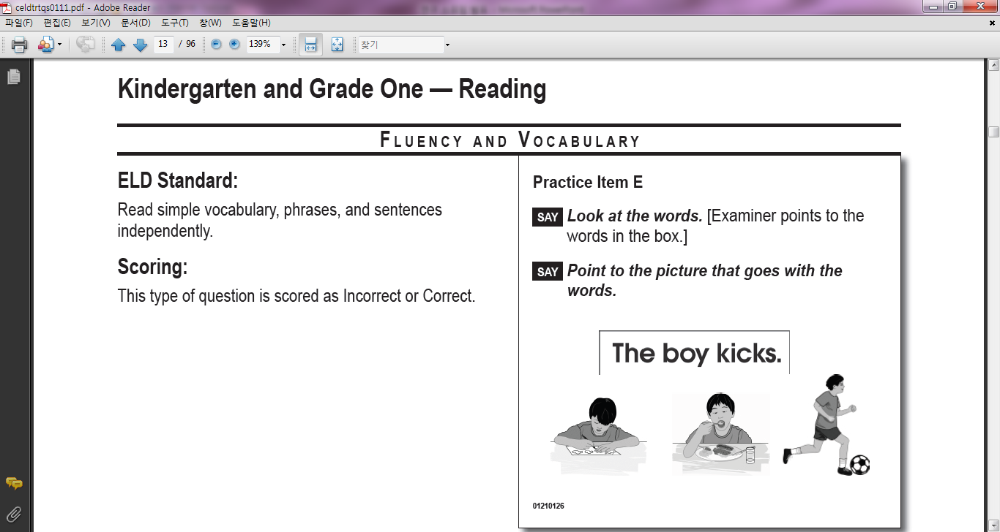 celdtrtqs0111.pdf - Adobe Reader
파일(F) 편집(E) 보기(V) 문서(D) 도구(T) 창(W) 도움말(H)
13 / 96 139% 찾기
Kindergarten and Grade One — Reading
FLUENCY AND VOCABULARY
ELD Standard:
Read simple vocabulary, phrases, and sentences
independently.
Scoring:
This type of question is scored as Incorrect or Correct.
Practice Item E
SAY Look at the words. [Examiner points to the
words in the box.]
SAY Point to the picture that goes with the
words.
The boy kicks.
01210126